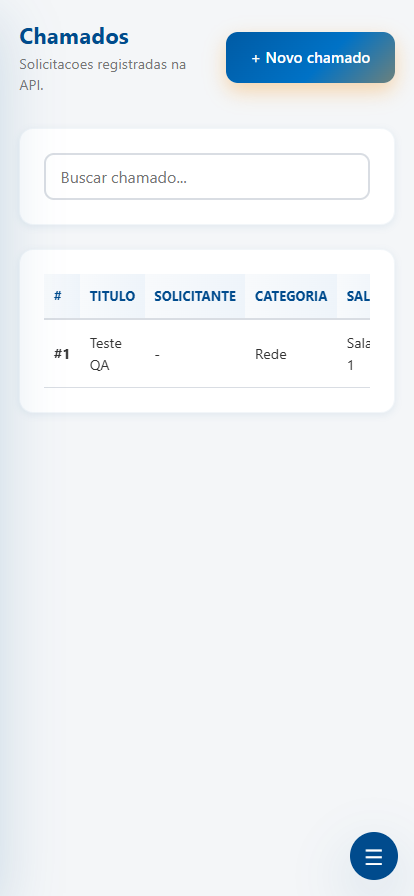 Chamados
Solicitacoes registradas na
API.
+ Novo chamado
Buscar chamado...
# TITULO SOLICITANTE CATEGORIA SAL
#1 Teste QA - Rede Sala 1